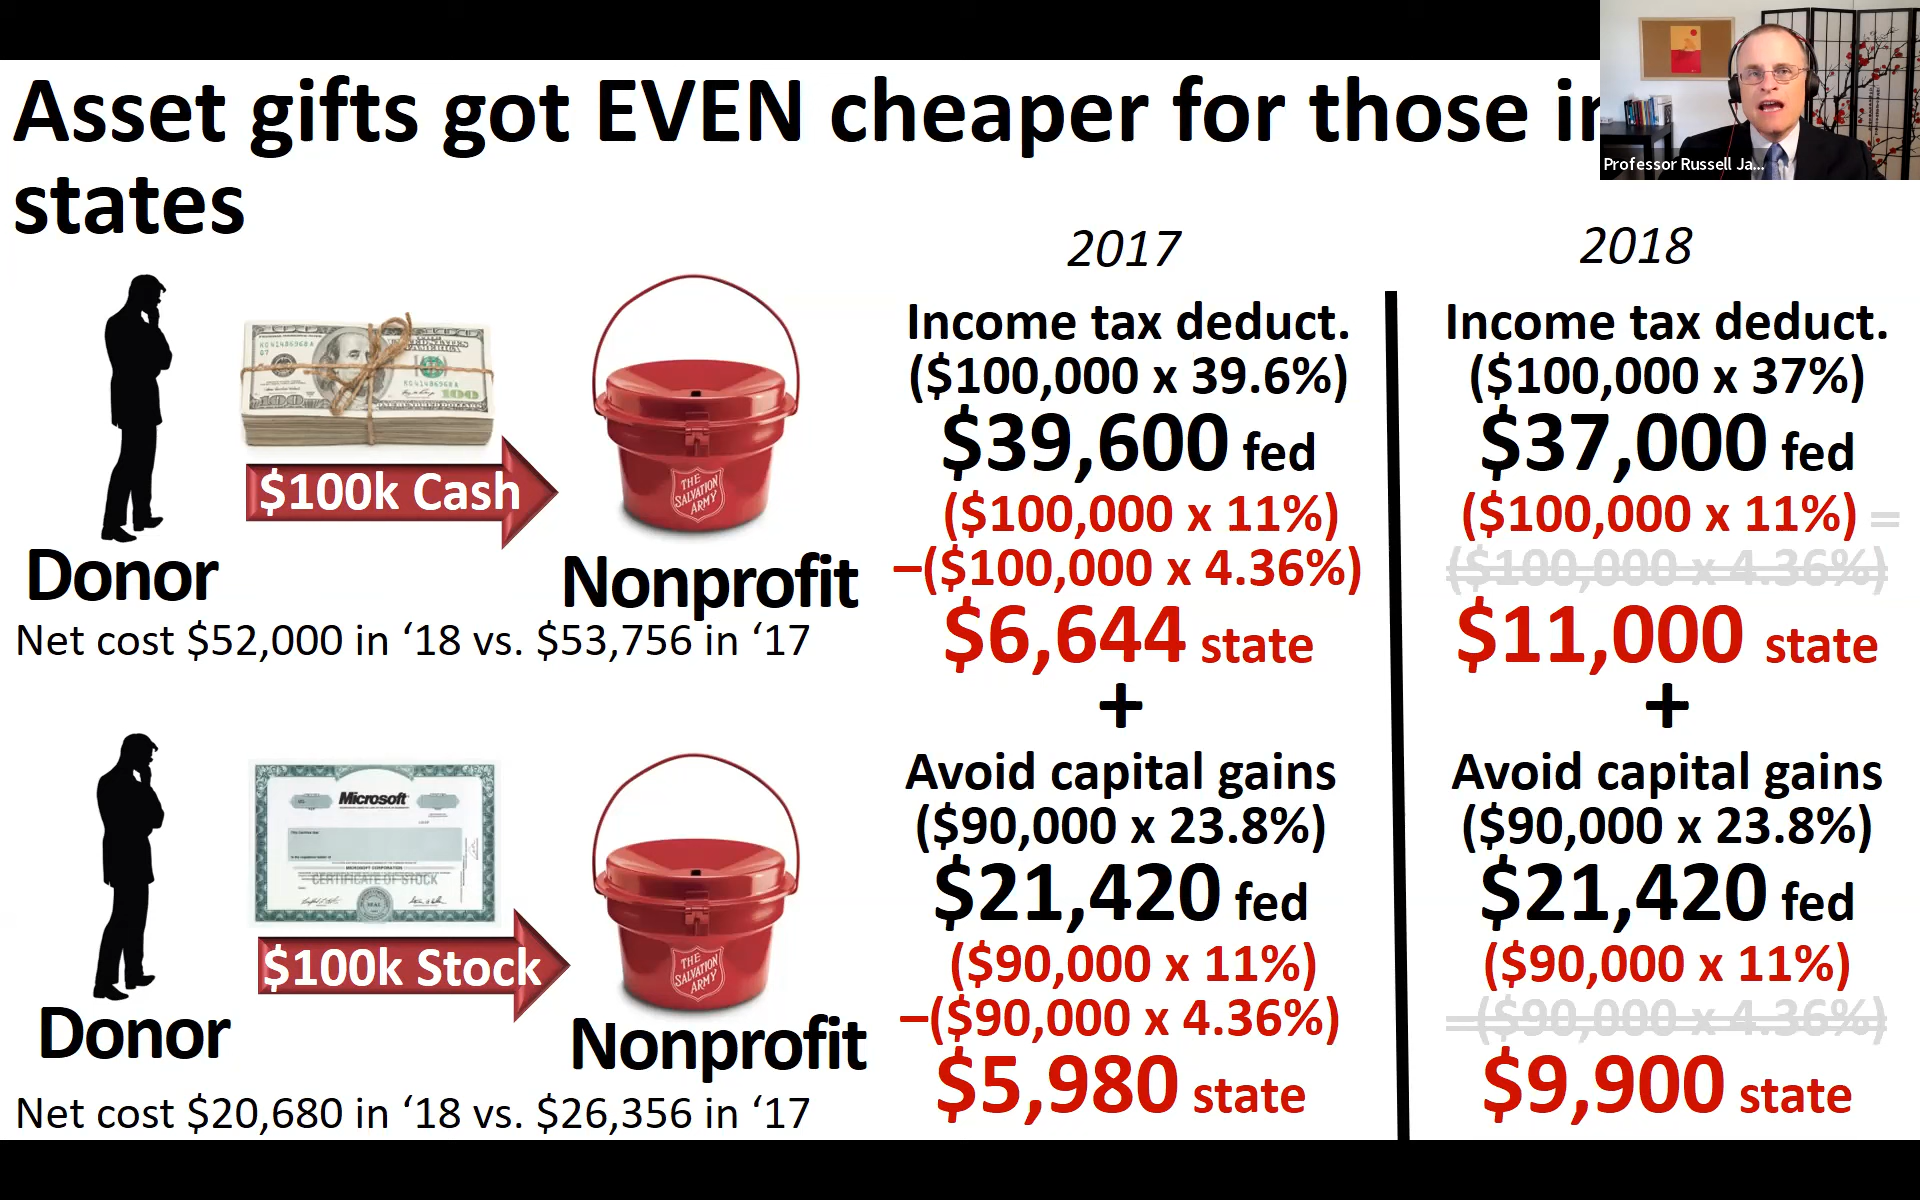 Asset gifts got EVEN cheaper for those in
states
Professor Russell Ja...
2017
2018
$100k Cash
THE
SALVATION
ARMY
Donor
Nonprofit
Net cost $52,000 in ‘18 vs. $53,756 in ‘17
Income tax deduct.
($100,000 x 39.6%)
$39,600 fed
($100,000 x 11%)
–($100,000 x 4.36%)
$6,644 state
+
Avoid capital gains
($90,000 x 23.8%)
$21,420 fed
($90,000 x 11%)
–($90,000 x 4.36%)
$5,980 state
Income tax deduct.
($100,000 x 37%)
$37,000 fed
($100,000 x 11%) =
($100,000 x 4.36%)
$11,000 state
+
Avoid capital gains
($90,000 x 23.8%)
$21,420 fed
($90,000 x 11%)
–($90,000 x 4.36%)
$9,900 state
Microsoft
MICROSOFT CORPORATION
CERTIFICATE OF STOCK
SEAL
$100k Stock
THE
SALVATION
ARMY
Donor
Nonprofit
Net cost $20,680 in ‘18 vs. $26,356 in ‘17